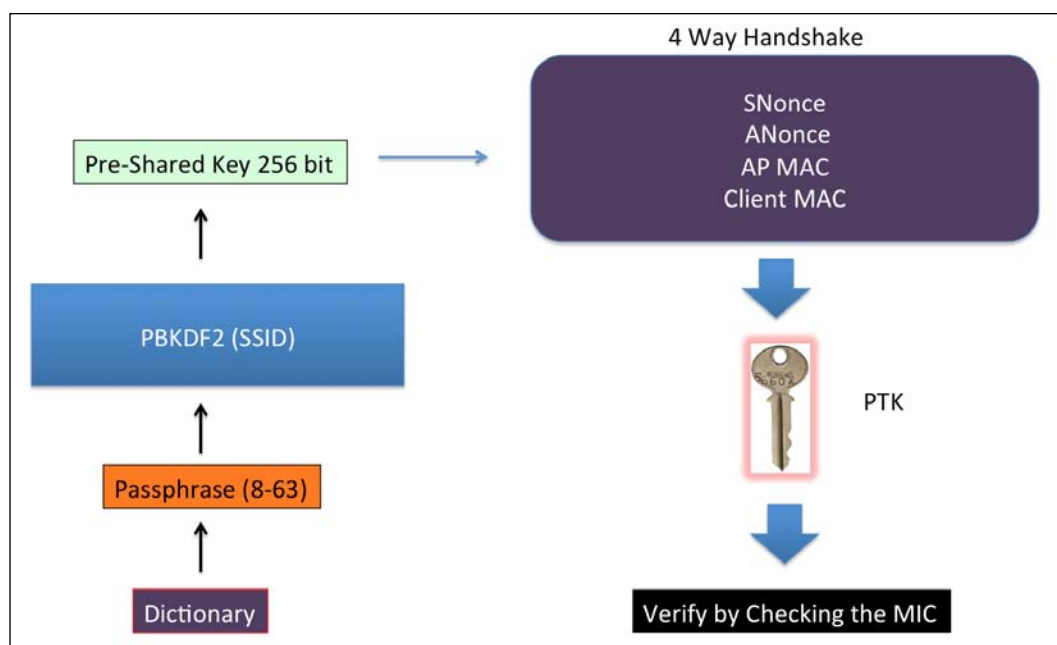 4 Way Handshake
SNonce
ANonce
AP MAC
Client MAC
Pre-Shared Key 256 bit
PBKDF2 (SSID)
Passphrase (8-63)
Dictionary
PTK
Verify by Checking the MIC